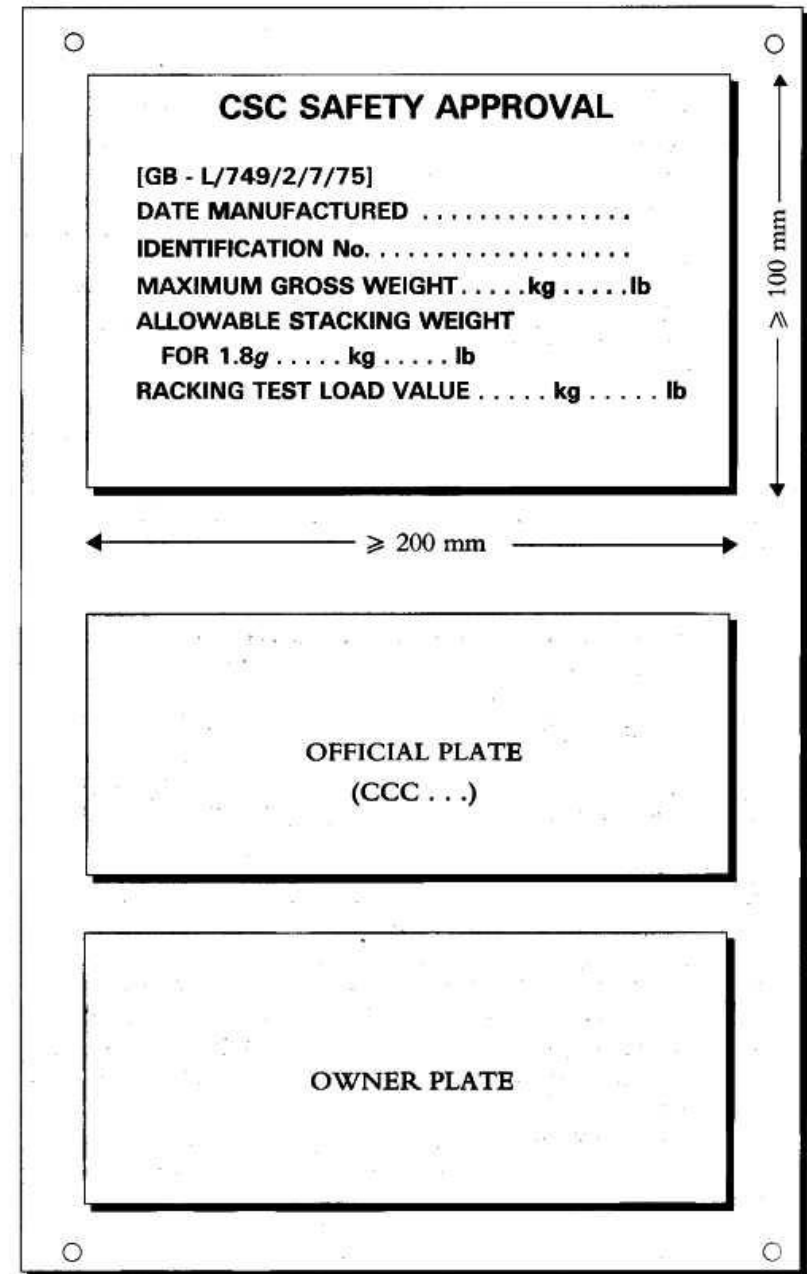 CSC SAFETY APPROVAL
[GB - L/749/2/7/75]
DATE MANUFACTURED ...............
IDENTIFICATION No....................
MAXIMUM GROSS WEIGHT.....kg.....lb
ALLOWABLE STACKING WEIGHT
FOR 1.8g ..... kg ..... lb
RACKING TEST LOAD VALUE ..... kg ..... lb
⩾ 100 mm
⩾ 200 mm
OFFICIAL PLATE
(CCC ...)
OWNER PLATE